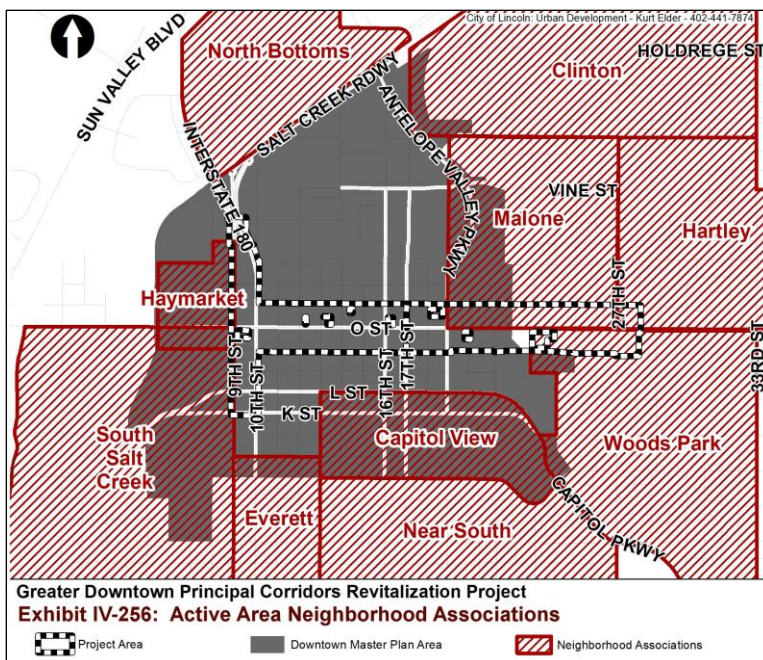 City of Lincoln: Urban Development - Kurt Elder - 402-441-7874
North Bottoms
HOLDREGE ST
Clinton
SUN VALLEY BLVD
SALT CREEK RDWY
ANTELOPE VALLEY PKWY
INTERSTATE 180
VINE ST
Malone
Hartley
Haymarket
27TH ST
O ST
9TH ST
10TH ST
16TH ST
17TH ST
33RD ST
L ST
K ST
South
Salt
Creek
Capitol View
Woods Park
Everett
Near South
CAPITOL PKWY
Greater Downtown Principal Corridors Revitalization Project
Exhibit IV-256: Active Area Neighborhood Associations
Project Area
Downtown Master Plan Area
Neighborhood Associations